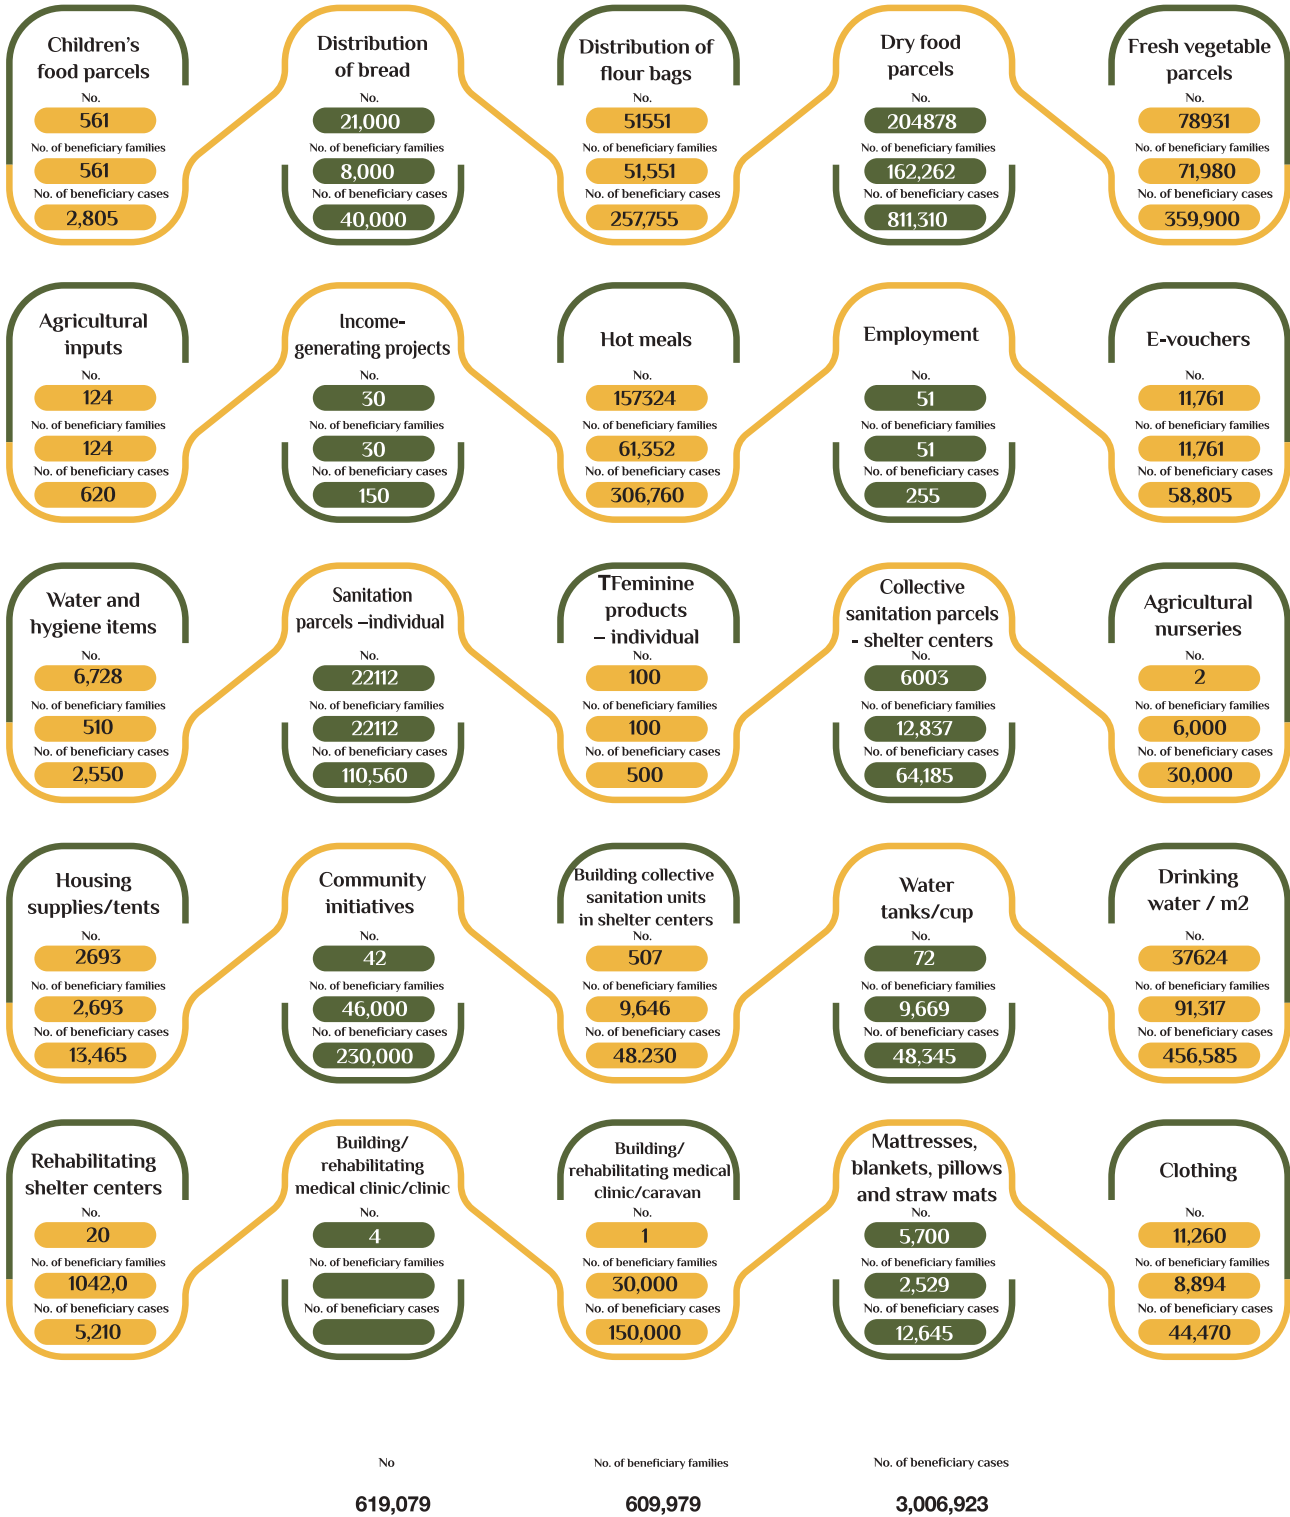 Children's
food parcels
No.
561
No. of beneficiary families
561
No. of beneficiary cases
2,805
Distribution
of bread
No.
21,000
No. of beneficiary families
8,000
No. of beneficiary cases
40,000
Distribution of
flour bags
No.
51551
No. of beneficiary families
51,551
No. of beneficiary cases
257,755
Dry food
parcels
No.
204878
No. of beneficiary families
162,262
No. of beneficiary cases
811,310
Fresh vegetable
parcels
No.
78931
No. of beneficiary families
71,980
No. of beneficiary cases
359,900
Agricultural
inputs
No.
124
No. of beneficiary families
124
No. of beneficiary cases
620
Income-
generating projects
No.
30
No. of beneficiary families
30
No. of beneficiary cases
150
Hot meals
No.
157324
No. of beneficiary families
61,352
No. of beneficiary cases
306,760
Employment
No.
51
No. of beneficiary families
51
No. of beneficiary cases
255
E-vouchers
No.
11,761
No. of beneficiary families
11,761
No. of beneficiary cases
58,805
Water and
hygiene items
No.
6,728
No. of beneficiary families
510
No. of beneficiary cases
2,550
Sanitation
parcels –individual
No.
22112
No. of beneficiary families
22112
No. of beneficiary cases
110,560
TFeminine
products
– individual
No.
100
No. of beneficiary families
100
No. of beneficiary cases
500
Collective
sanitation parcels
- shelter centers
No.
6003
No. of beneficiary families
12,837
No. of beneficiary cases
64,185
Agricultural
nurseries
No.
2
No. of beneficiary families
6,000
No. of beneficiary cases
30,000
Housing
supplies/tents
No.
2693
No. of beneficiary families
2,693
No. of beneficiary cases
13,465
Community
initiatives
No.
42
No. of beneficiary families
46,000
No. of beneficiary cases
230,000
Building collective
sanitation units
in shelter centers
No.
507
No. of beneficiary families
9,646
No. of beneficiary cases
48.230
Water
tanks/cup
No.
72
No. of beneficiary families
9,669
No. of beneficiary cases
48,345
Drinking
water / m2
No.
37624
No. of beneficiary families
91,317
No. of beneficiary cases
456,585
Rehabilitating
shelter centers
No.
20
No. of beneficiary families
1042,0
No. of beneficiary cases
5,210
Building/
rehabilitating
medical clinic/clinic
No.
4
No. of beneficiary families
No. of beneficiary cases
Building/
rehabilitating medical
clinic/caravan
No.
1
No. of beneficiary families
30,000
No. of beneficiary cases
150,000
Mattresses,
blankets, pillows
and straw mats
No.
5,700
No. of beneficiary families
2,529
No. of beneficiary cases
12,645
Clothing
No.
11,260
No. of beneficiary families
8,894
No. of beneficiary cases
44,470
No
619,079
No. of beneficiary families
609,979
No. of beneficiary cases
3,006,923